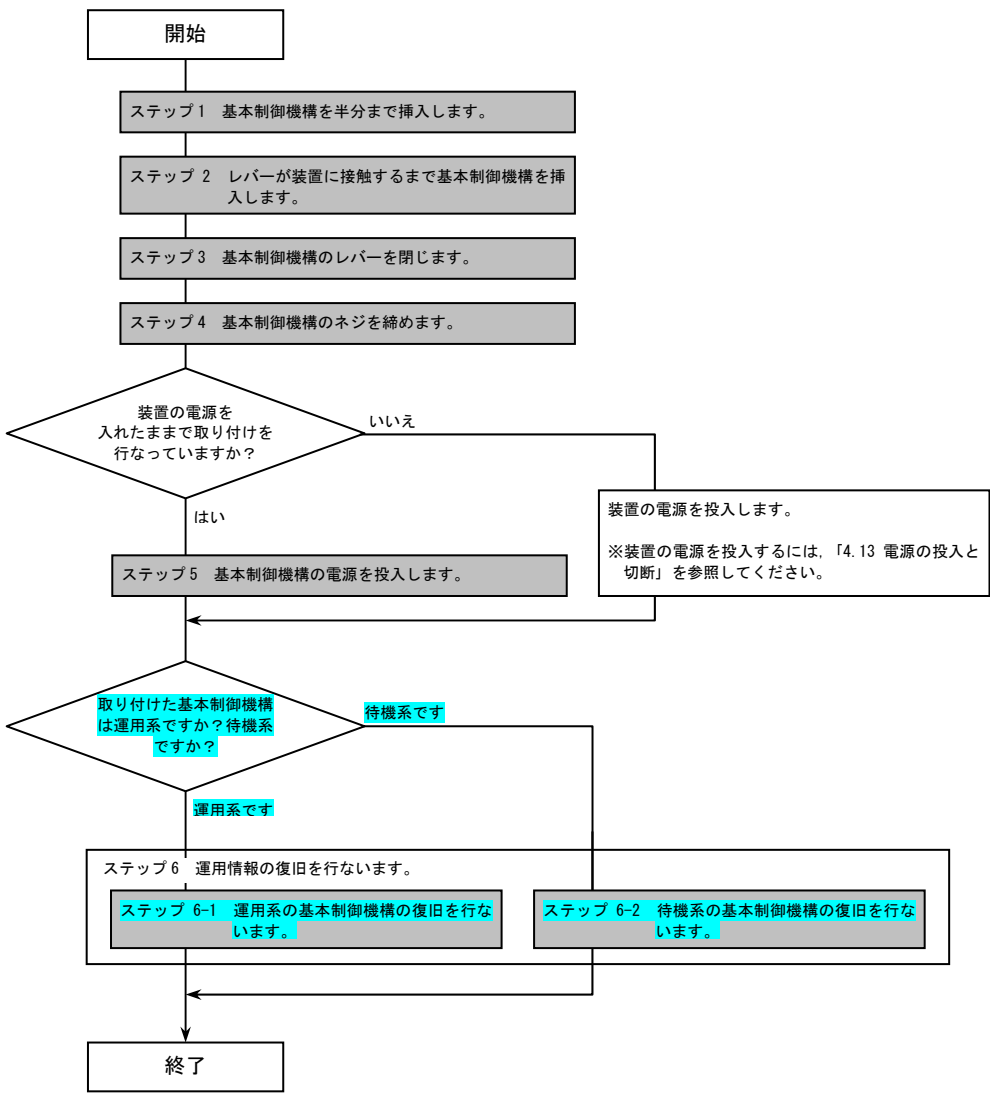 開始
ステップ1 基本制御機構を半分まで挿入します。
ステップ 2 レバーが装置に接触するまで基本制御機構を挿
入します。
ステップ3 基本制御機構のレバーを閉じます。
ステップ4 基本制御機構のネジを締めます。
装置の電源を
入れたままで取り付けを
行なっていますか？
いいえ
はい
装置の電源を投入します。
※装置の電源を投入するには,「4.13 電源の投入と
切断」を参照してください。
ステップ5 基本制御機構の電源を投入します。
取り付けた基本制御機構
は運用系ですか？待機系
ですか？
待機系です
運用系です
ステップ6 運用情報の復旧を行ないます。
ステップ 6-1 運用系の基本制御機構の復旧を行な
います。
ステップ 6-2 待機系の基本制御機構の復旧を行な
います。
終了